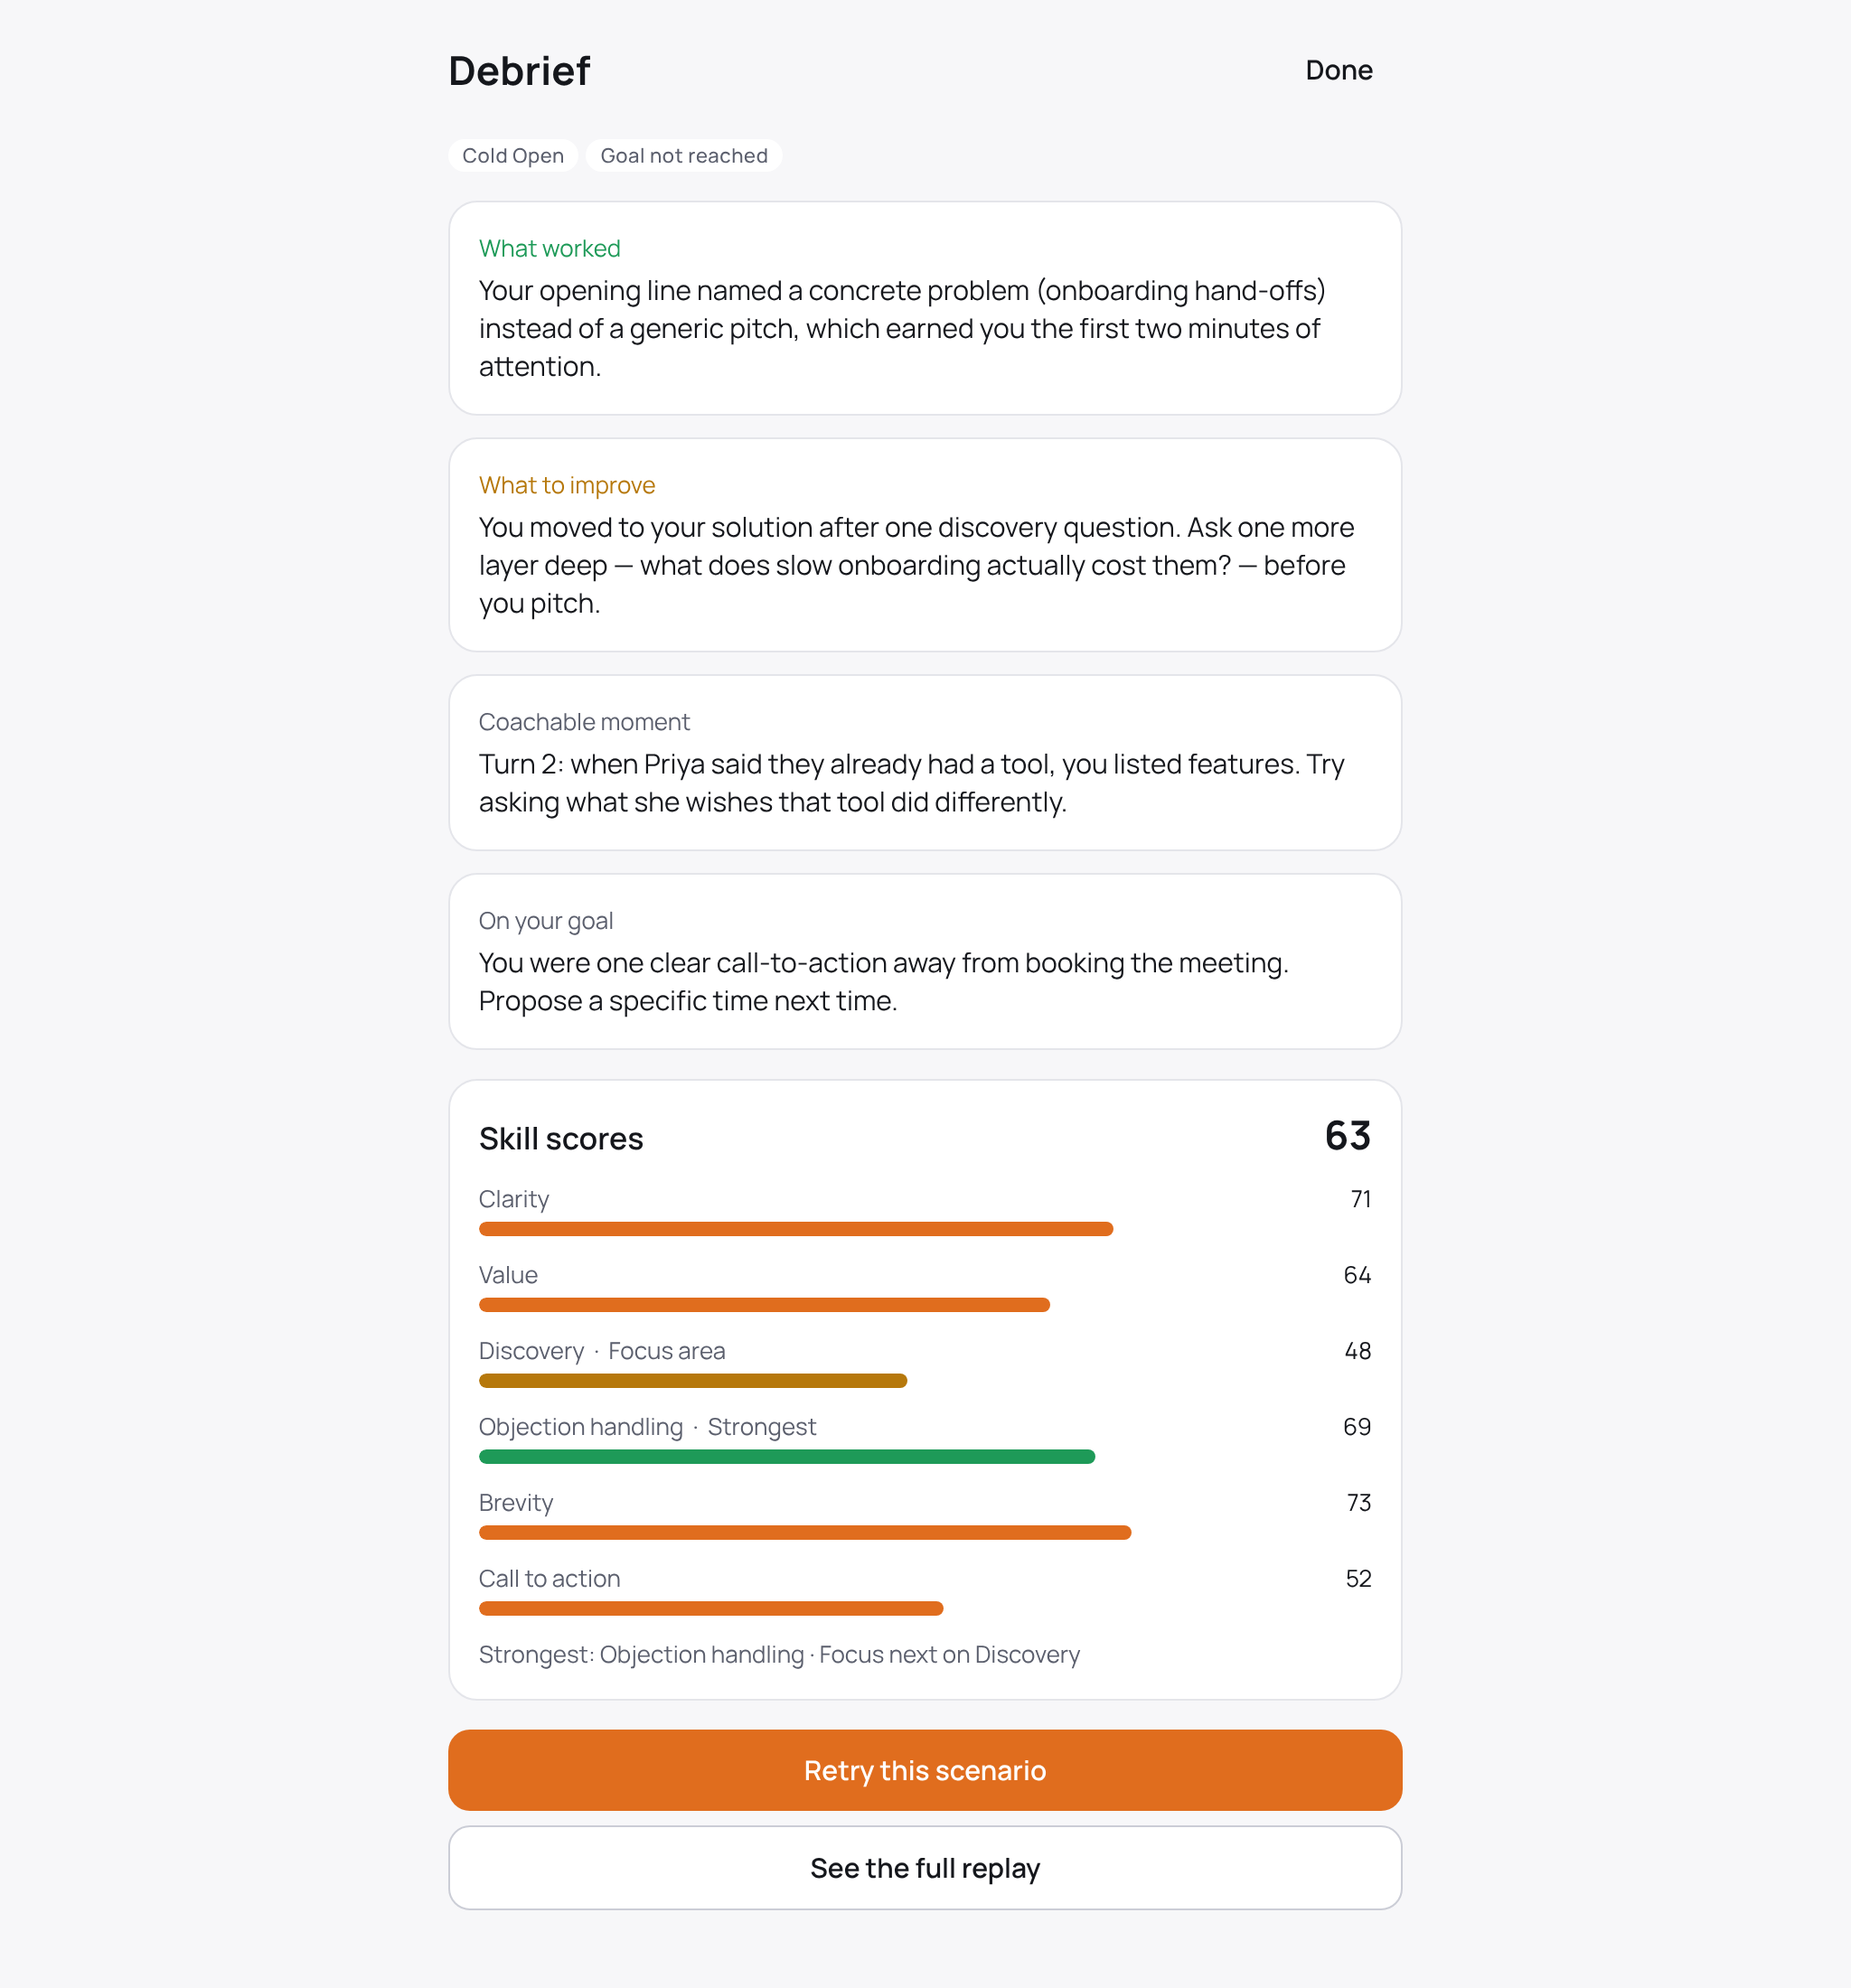 Debrief
Done
Cold Open
Goal not reached
What worked
Your opening line named a concrete problem (onboarding hand-offs)
instead of a generic pitch, which earned you the first two minutes of
attention.
What to improve
You moved to your solution after one discovery question. Ask one more
layer deep — what does slow onboarding actually cost them? — before
you pitch.
Coachable moment
Turn 2: when Priya said they already had a tool, you listed features. Try
asking what she wishes that tool did differently.
On your goal
You were one clear call-to-action away from booking the meeting.
Propose a specific time next time.
Skill scores 63
Clarity 71
Value 64
Discovery · Focus area 48
Objection handling · Strongest 69
Brevity 73
Call to action 52
Strongest: Objection handling · Focus next on Discovery
Retry this scenario
See the full replay